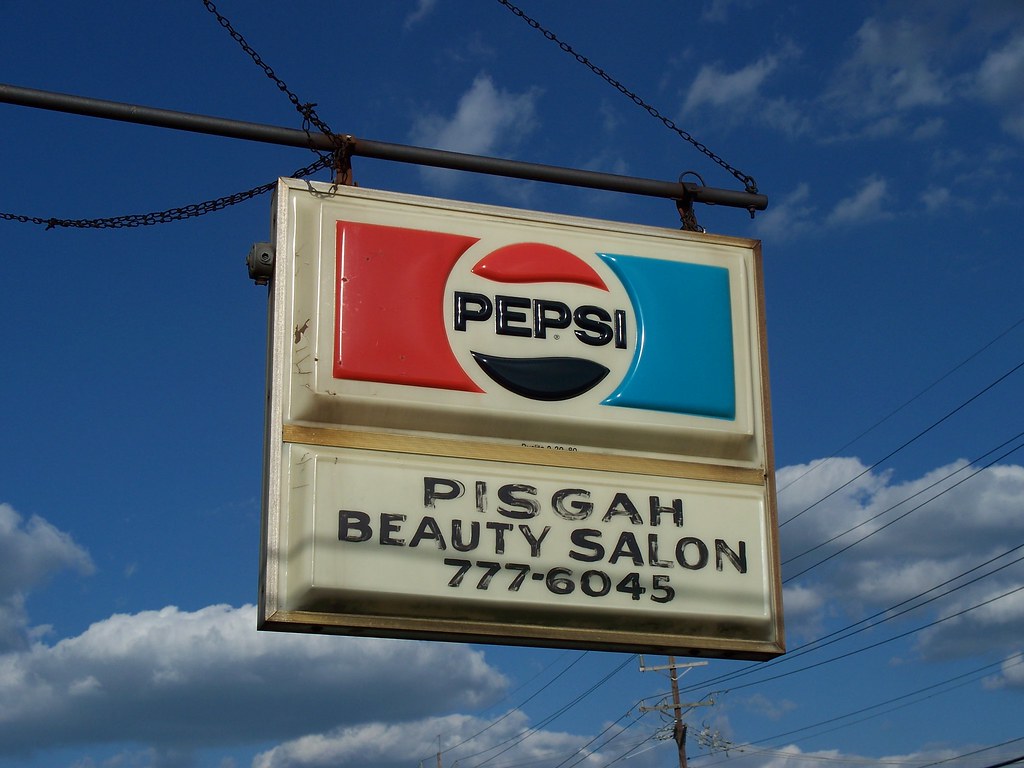 PEPSI
®
PISGAH
BEAUTY SALON
777-6045